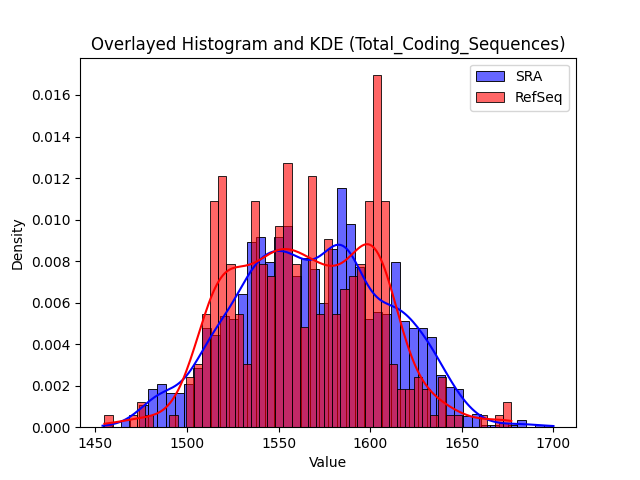 Overlayed Histogram and KDE (Total_Coding_Sequences)
SRA
RefSeq
0.016
0.014
0.012
0.010
0.008
0.006
0.004
0.002
0.000
Density
1450 1500 1550 1600 1650 1700
Value